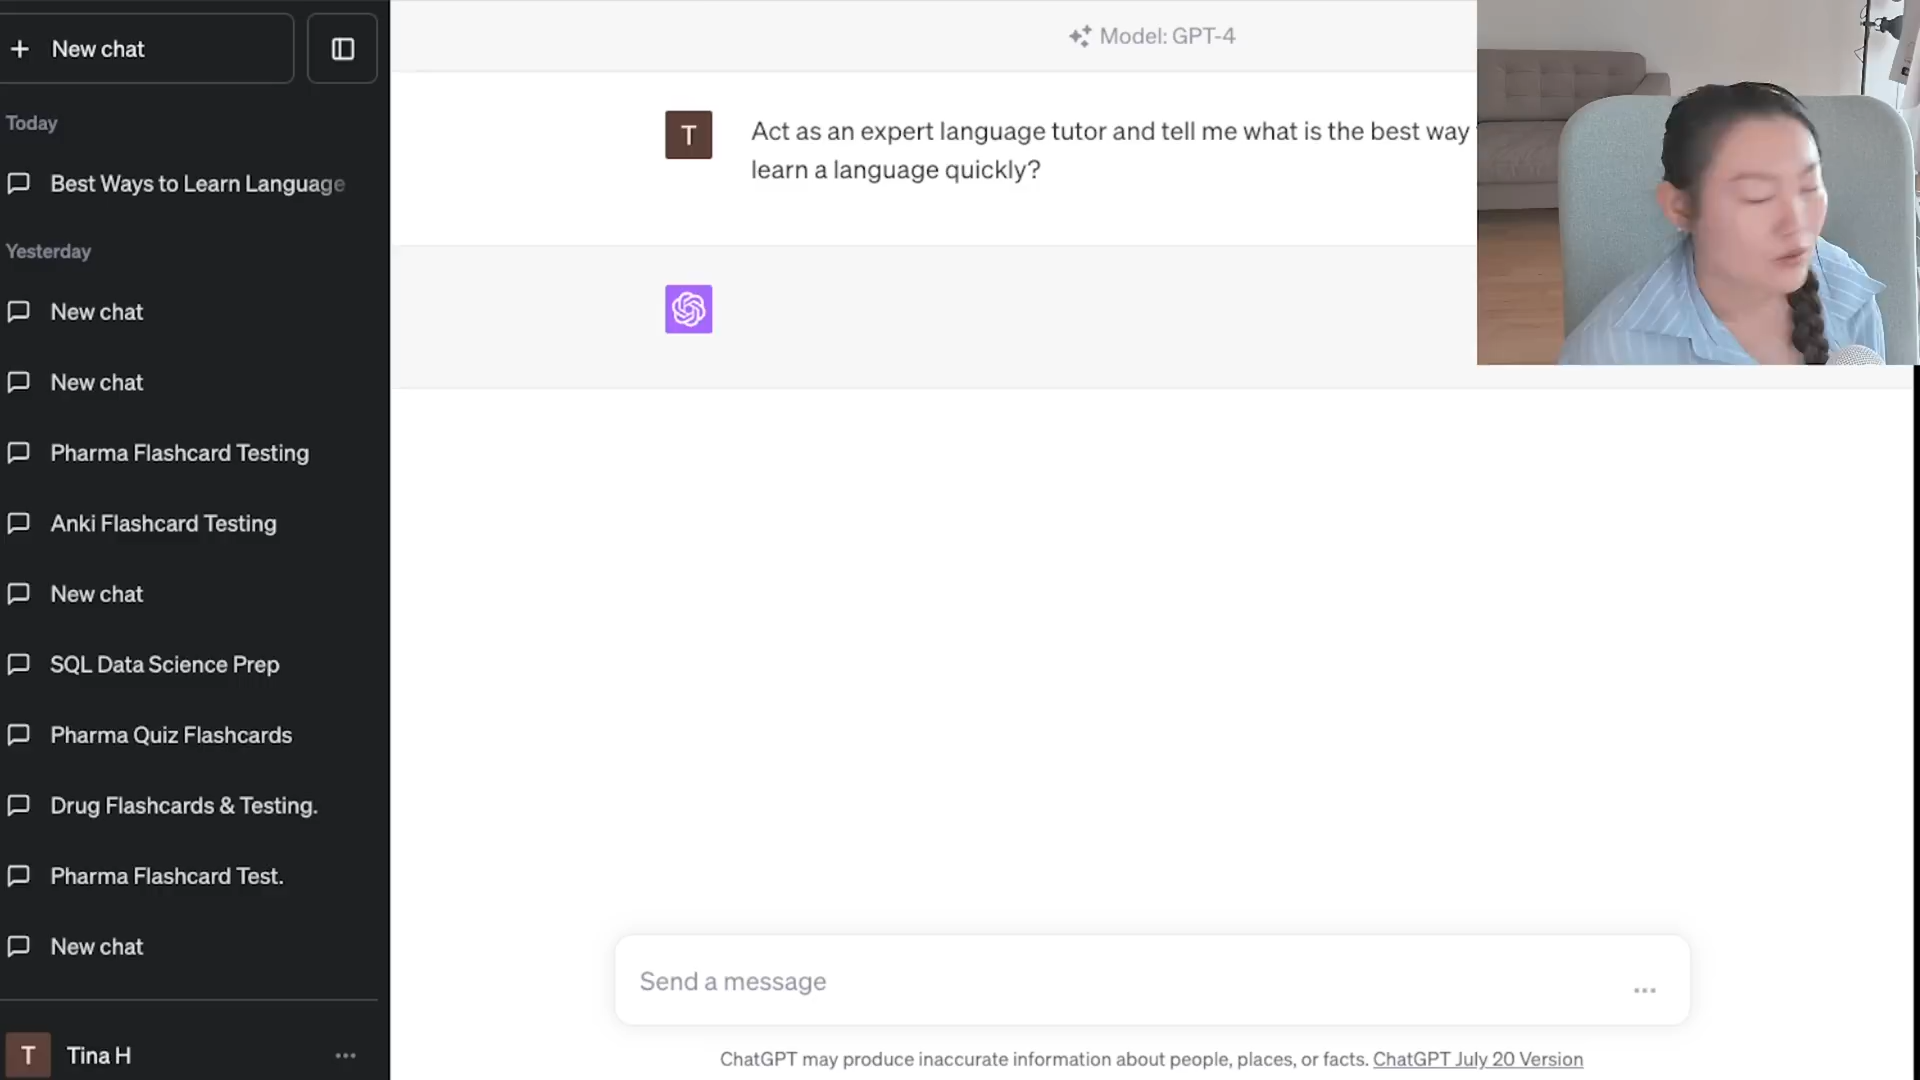 New chat
Today
Best Ways to Learn Language
Yesterday
New chat
New chat
Pharma Flashcard Testing
Anki Flashcard Testing
New chat
SQL Data Science Prep
Pharma Quiz Flashcards
Drug Flashcards & Testing.
Pharma Flashcard Test.
New chat
T
Tina H
Model: GPT-4
T
Act as an expert language tutor and tell me what is the best way
learn a language quickly?
Send a message
ChatGPT may produce inaccurate information about people, places, or facts. ChatGPT July 20 Version